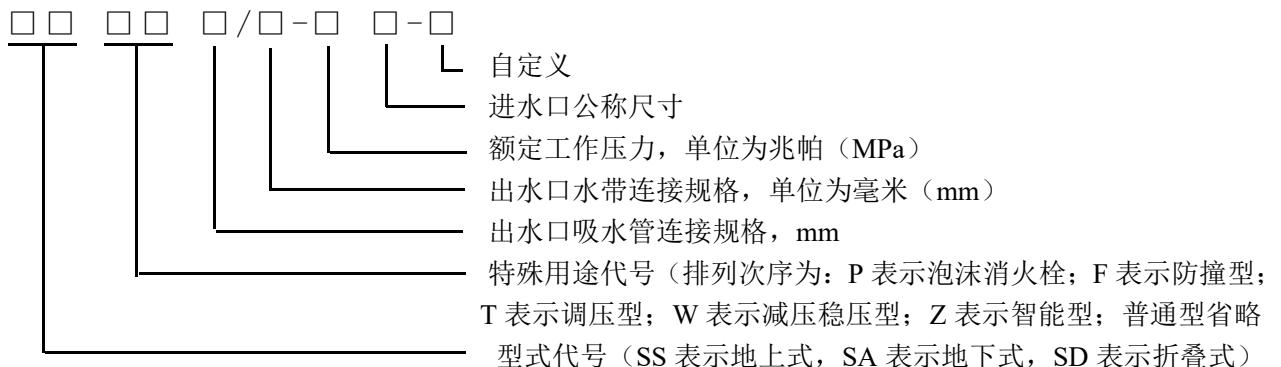 □□ □□ □/□-□ □-□
自定义
进水口公称尺寸
额定工作压力，单位为兆帕（MPa）
出水口水带连接规格，单位为毫米（mm）
出水口吸水管连接规格，mm
特殊用途代号（排列次序为：P 表示泡沫消火栓；F 表示防撞型；
T 表示调压型；W 表示减压稳压型；Z 表示智能型；普通型省略
型式代号（SS 表示地上式，SA 表示地下式，SD 表示折叠式）